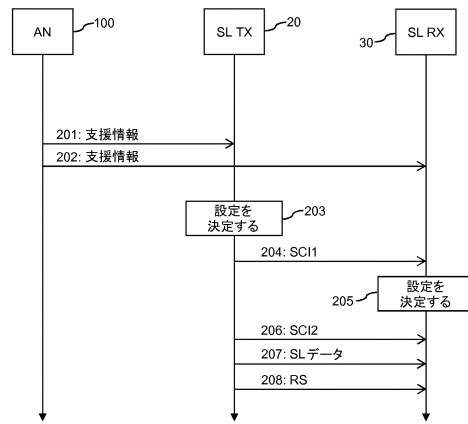 AN
100
SL TX
20
SL RX
30
201: 支援情報
202: 支援情報
設定を
決定する
203
204: SCI1
設定を
決定する
205
206: SCI2
207: SLデータ
208: RS